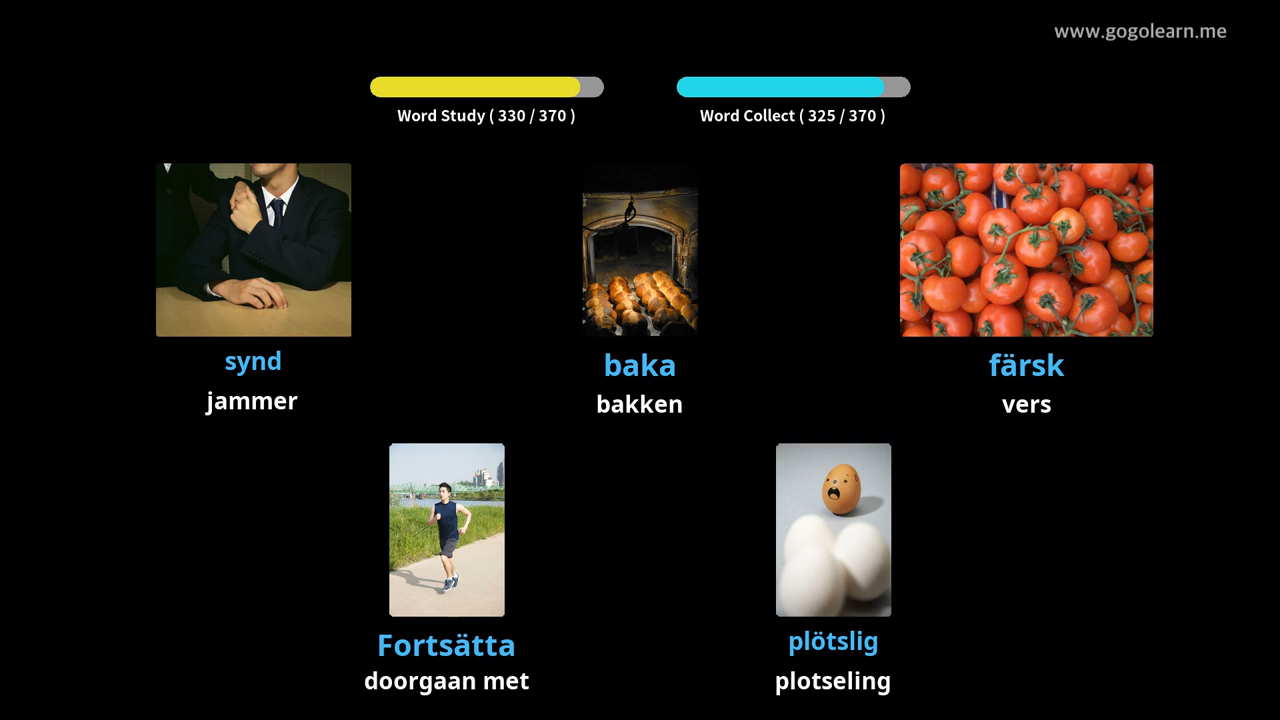 www.gogolearn.me
Word Study ( 330 / 370 )
Word Collect ( 325 / 370 )
synd
jammer
baka
bakken
färsk
vers
Fortsätta
doorgaan met
plötslig
plotseling